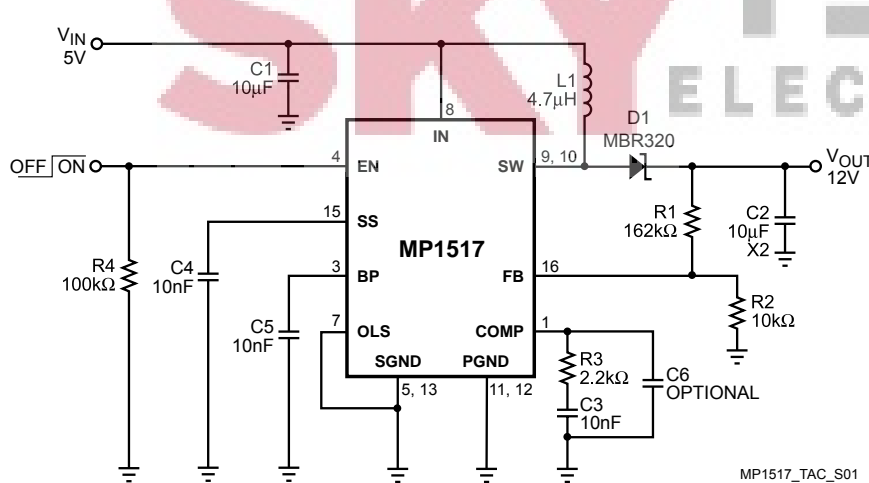 SKY
ELEC
VIN
5V
C1
10µF
8
IN
L1
4.7µH
D1
MBR320
OFF ON
4
EN
SW
9, 10
VOUT
12V
15
SS
MP1517
R1
162kΩ
C2
10µF
X2
R4
100kΩ
C4
10nF
3
BP
FB
16
C5
10nF
7
OLS
COMP
1
R2
10kΩ
SGND
PGND
5, 13
11, 12
R3
2.2kΩ
C6
OPTIONAL
C3
10nF
MP1517_TAC_S01